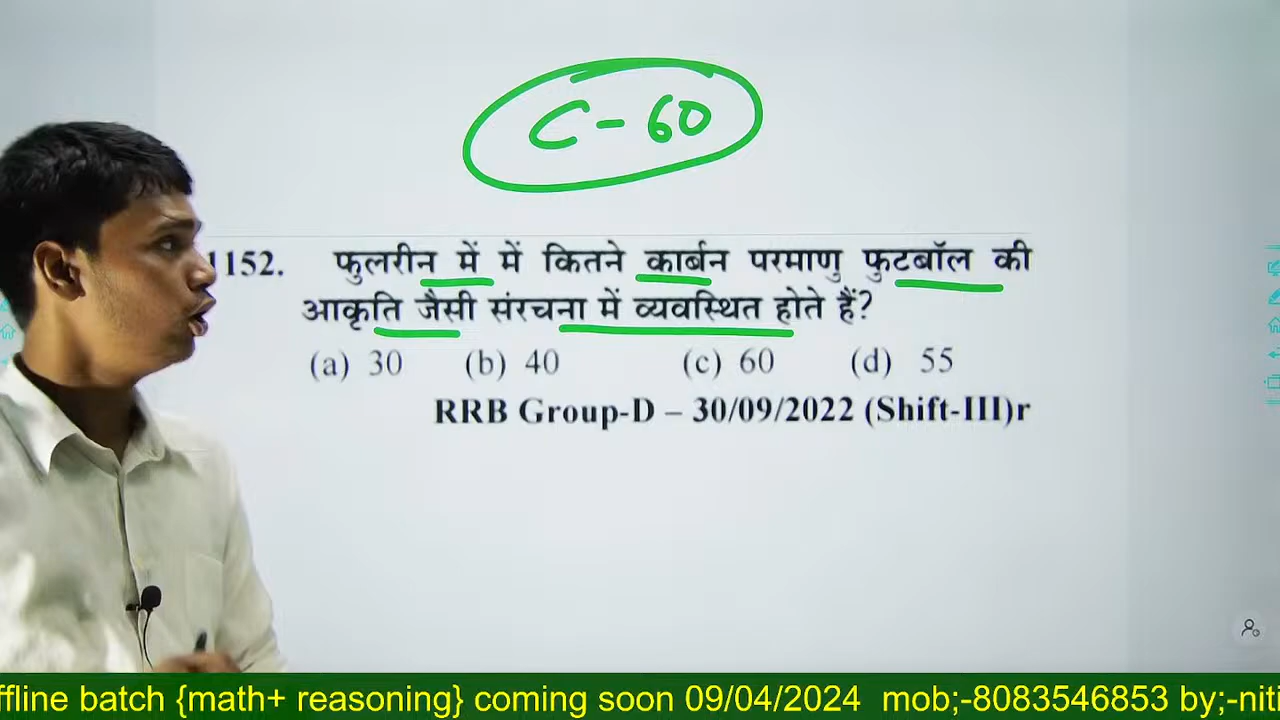 C-60
1152. फुलरीन में में कितने कार्बन परमाणु फुटबॉल की
आकृति जैसी संरचना में व्यवस्थित होते हैं?
(a) 30 (b) 40 (c) 60 (d) 55
RRB Group-D – 30/09/2022 (Shift-III)r
ffline batch {math+ reasoning} coming soon 09/04/2024 mob;-8083546853 by;-niti